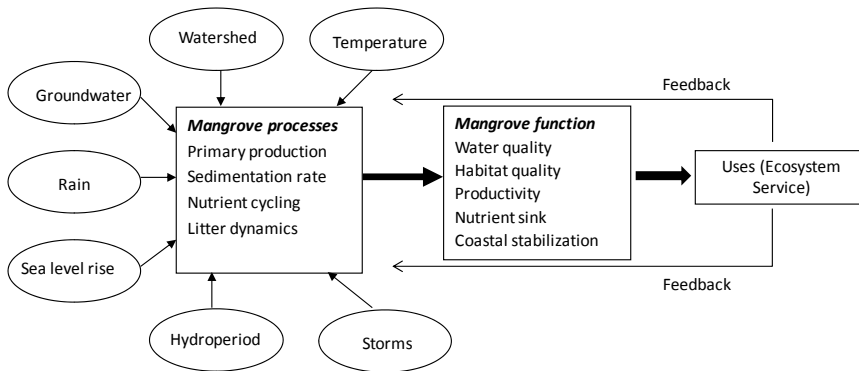 Watershed
Temperature
Groundwater
Rain
Sea level rise
Hydroperiod
Storms
Mangrove processes
Primary production
Sedimentation rate
Nutrient cycling
Litter dynamics
Mangrove function
Water quality
Habitat quality
Productivity
Nutrient sink
Coastal stabilization
Feedback
Uses (Ecosystem
Service)
Feedback